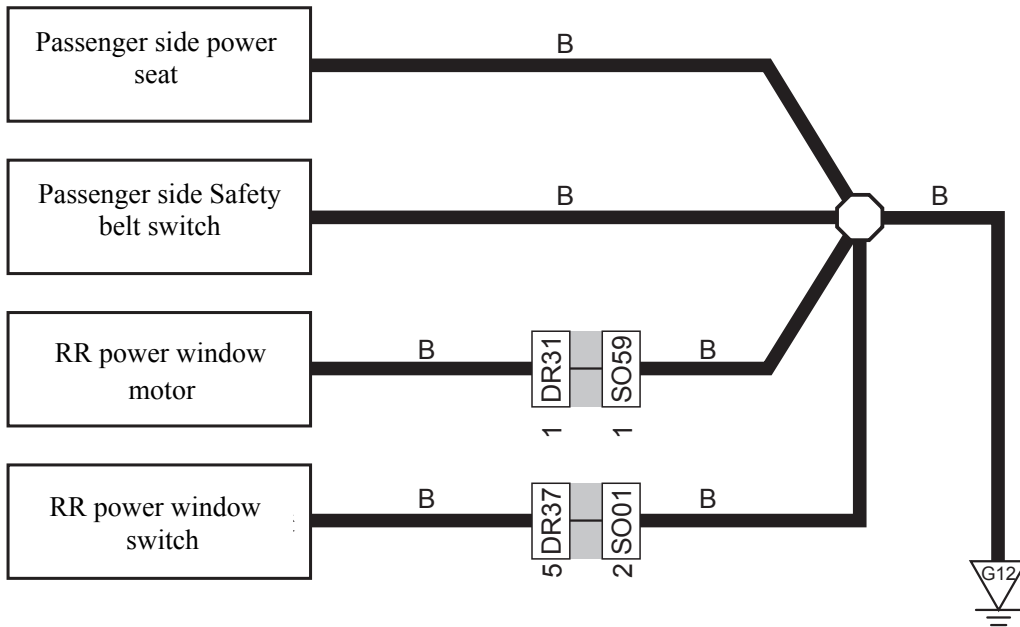 Passenger side power
seat
B
Passenger side Safety
belt switch
B
B
RR power window
motor
B
DR31
SO59
B
1
1
RR power window
switch
B
DR37
SO01
B
5
2
G12